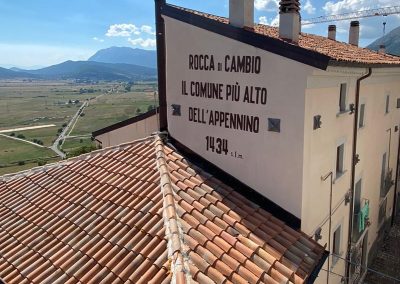 ROCCA DI CAMBIO
IL COMUNE PIÙ ALTO
DELL'APPENNINO
1434 s.l.m.